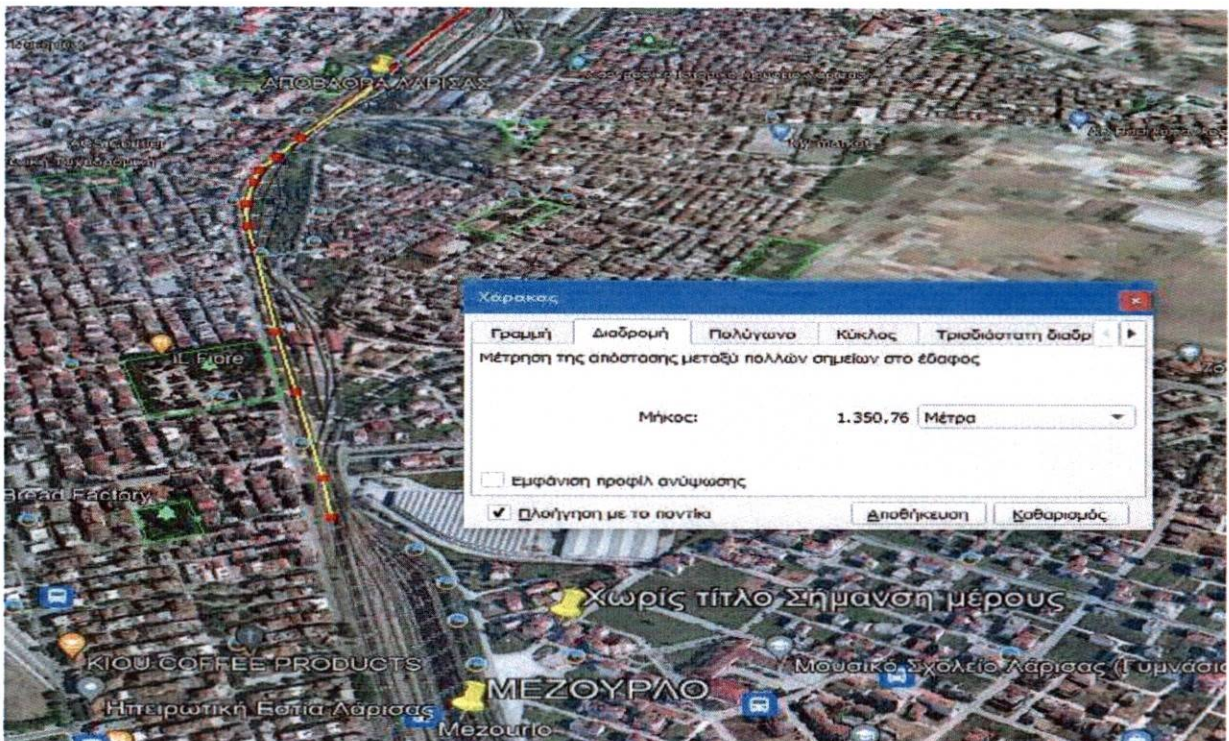 ΑΠΟΒΑΘΡΑ ΛΑΡΙΣΑΣ
My market
Χάρακας
Γραμμή Διαδρομή Πολύγωνο Κύκλος Τρισδιάστατη διαδρ
Μέτρηση της απόστασης μεταξύ πολλών σημείων στο έδαφος
IL Fiore
Μήκος: 1.350,76 Μέτρα
Εμφάνιση προφίλ ανύψωσης
Bread Factory
Πλοήγηση με το ποντίκι Αποθήκευση Καθαρισμός
Χωρίς τίτλο Σήμανση μέρους
KIOU COFFEE PRODUCTS
Μουσικό Σχολείο Λάρισας (Γυμνάσιο
ΜΕΖΟΥΡΛΟ
Ηπειρωτική Εστία Λάρισας
Mezourlo